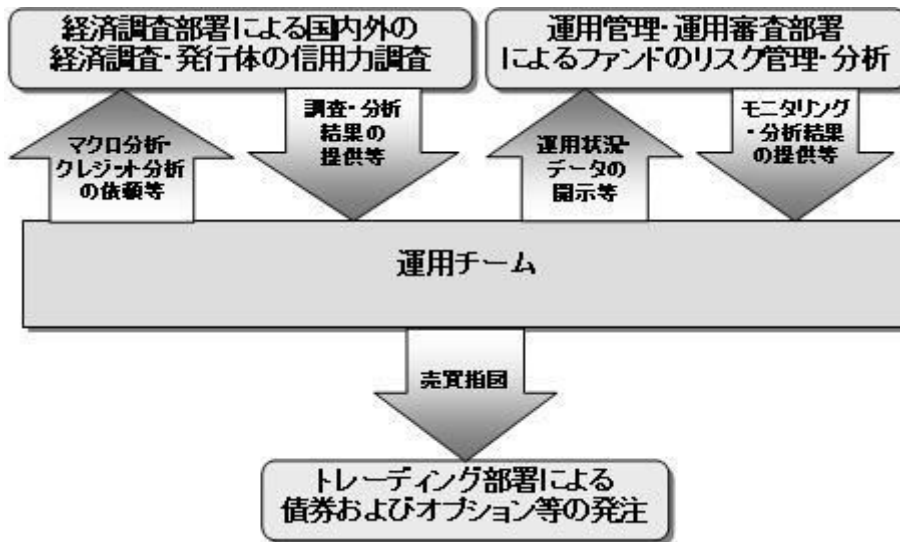 経済調査部署による国内外の
経済調査・発行体の信用力調査
運用管理・運用審査部署
によるファンドのリスク管理・分析
マクロ分析・
クレジット分析
の依頼等
調査・分析
結果の
提供等
運用状況・
データの
開示等
モニタリング
・分析結果
の提供等
運用チーム
売買指図
トレーディング部署による
債券およびオプション等の発注